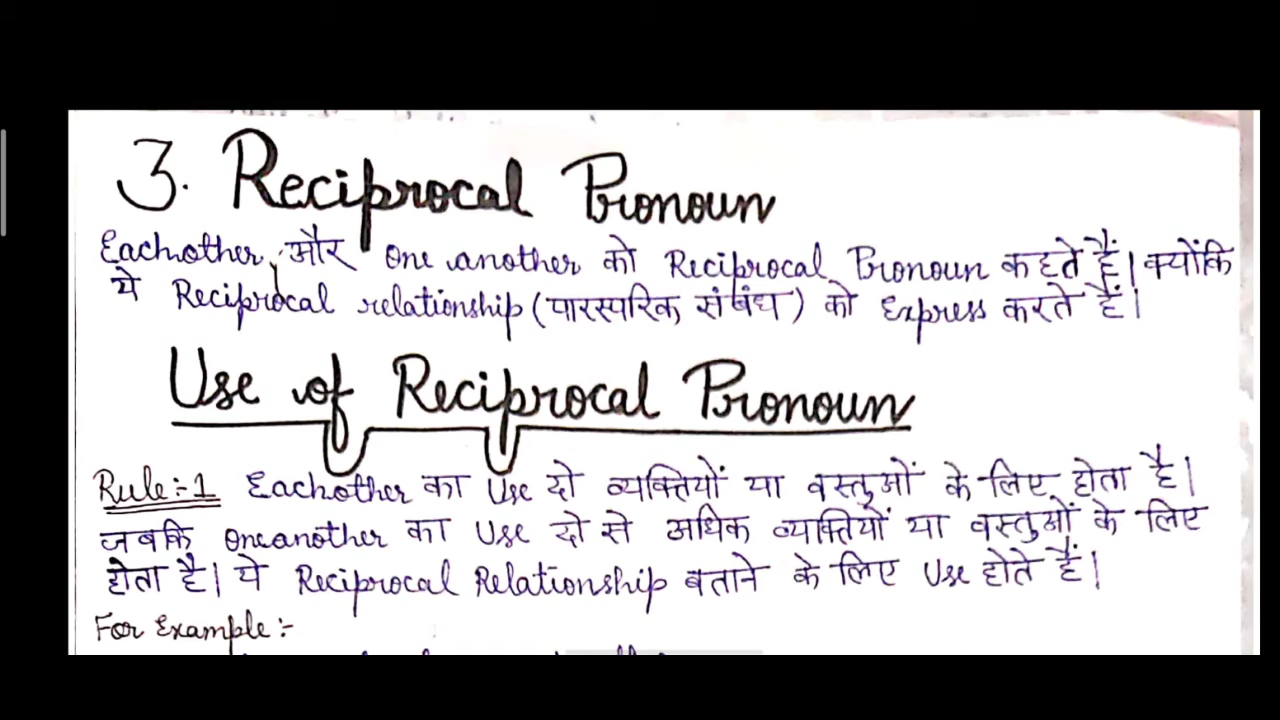 3. Reciprocal Pronoun
Eachother और One another को Reciprocal Pronoun कहते हैं। क्योंकि
ये Reciprocal relationship (पारस्परिक संबंध) को Express करते हैं।
Use of Reciprocal Pronoun
Rule:-1 Eachother का Use दो व्यक्तियों या वस्तुओं के लिए होता है।
जबकि Oneanother का Use दो से अधिक व्यक्तियों या वस्तुओं के लिए
होता है। ये Reciprocal Relationship बताने के लिए Use होते हैं।
For Example:-